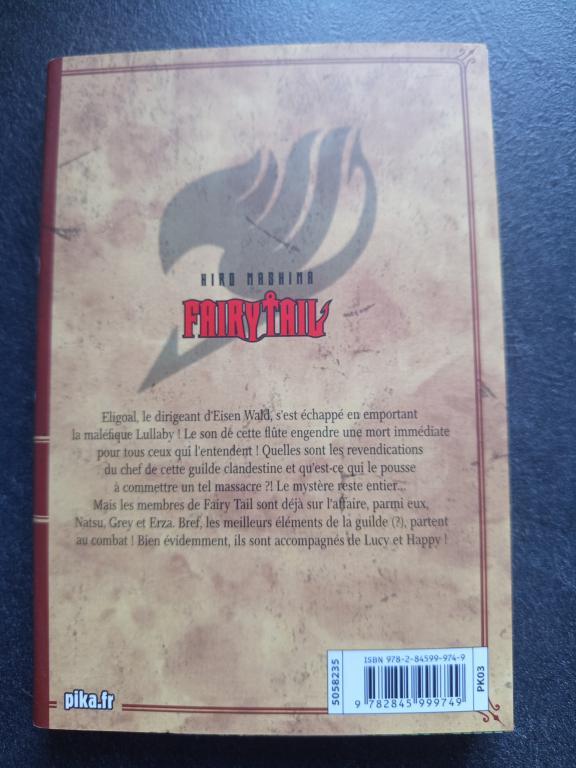 HIRO MASHIMA
FAIRY TAIL
Eligoal, le dirigeant d'Eisen Wald, s'est échappé en emportant
la maléfique Lullaby ! Le son de cette flûte engendre une mort immédiate
pour tous ceux qui l'entendent ! Quelles sont les revendications
du chef de cette guilde clandestine et qu'est-ce qui le pousse
à commettre un tel massacre ?! Le mystère reste entier...
Mais les membres de Fairy Tail sont déjà sur l'affaire, parmi eux,
Natsu, Grey et Erza. Bref, les meilleurs éléments de la guilde (?), partent
au combat ! Bien évidemment, ils sont accompagnés de Lucy et Happy !
pika.fr
5058235
ISBN 978-2-84599-974-9
9 782845 999749
PK03